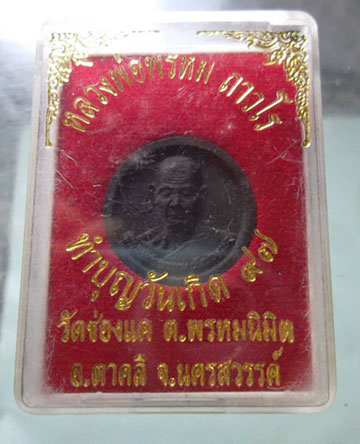 หลวงพ่อพรหม ถาวโร
ทำบุญวันเกิด ๙๗
วัดช่องแค ต.พรหมนิมิต
อ.ตาคลี จ.นครสวรรค์